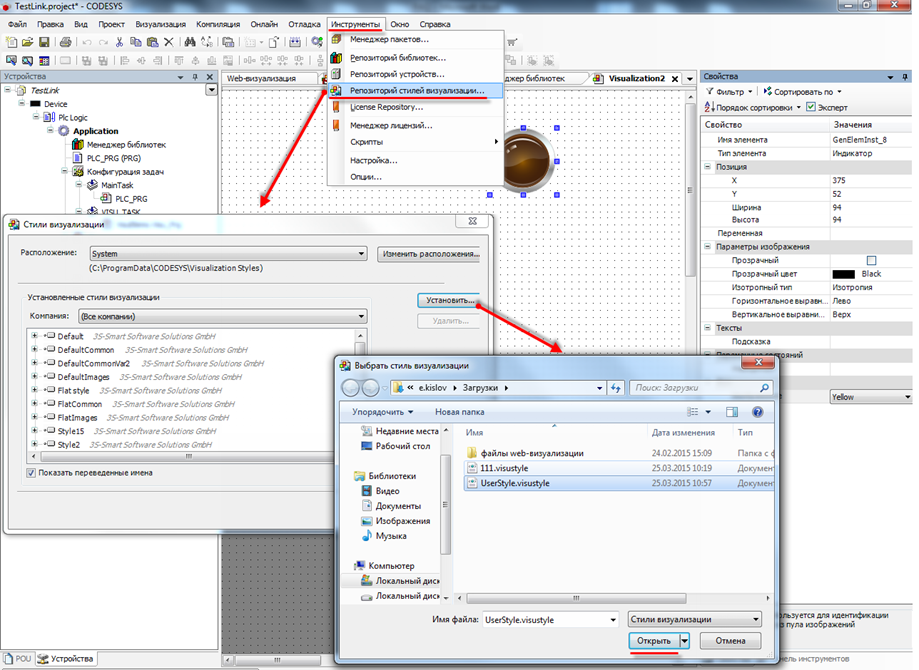 TestLink.project* - CODESYS
Файл Правка Вид Проект Визуализация Компиляция Онлайн Отладка Инструменты Окно Справка
Менеджер пакетов...
Репозиторий библиотек...
Репозиторий устройств...
Репозиторий стилей визуализации...
License Repository...
Менеджер лицензий...
Скрипты
Настройка...
Опции...
Устройства
TestLink
Device
Plc Logic
Application
Менеджер библиотек
PLC_PRG (PRG)
Конфигурация задач
MainTask
PLC_PRG
VISU_TASK
Web-визуализация
джер библиотек
Visualization2
Свойства
Фильтр
Сортировать по
Порядок сортировки
Эксперт
Свойство Значения
Имя элемента GenElemInst_8
Тип элемента Индикатор
Позиция
X 375
Y 52
Ширина 94
Высота 94
Переменная
Параметры изображения
Прозрачный
Прозрачный цвет Black
Изотропный тип Изотропия
Горизонтальное выравн... Лево
Вертикальное выравни... Верх
Тексты
Подсказка
Yellow
Стили визуализации
Расположение: System
Изменить расположения...
(C:\ProgramData\CODESYS\Visualization Styles)
Установленные стили визуализации
Компания: (Все компании)
Установить...
Удалить...
Default 3S-Smart Software Solutions GmbH
DefaultCommon 3S-Smart Software Solutions GmbH
DefaultCommonVar2 3S-Smart Software Solutions GmbH
DefaultImages 3S-Smart Software Solutions GmbH
Flat style 3S-Smart Software Solutions GmbH
FlatCommon 3S-Smart Software Solutions GmbH
FlatImages 3S-Smart Software Solutions GmbH
Style15 3S-Smart Software Solutions GmbH
Style2 3S-Smart Software Solutions GmbH
Показать переведенные имена
Выбрать стиль визуализации
« e.kislov Загрузки
Поиск: Загрузки
Упорядочить
Новая папка
Недавние места
Рабочий стол
Библиотеки
Видео
Документы
Изображения
Музыка
Компьютер
Локальный диск
Локальный диск
Имя Дата изменения Тип
файлы web-визуализации 24.02.2015 15:09 Папка с ф
111.visustyle 25.03.2015 10:19 Докумен
UserStyle.visustyle 25.03.2015 10:57 Докумен
Имя файла: UserStyle.visustyle
Стили визуализации
Открыть
Отмена
пользуется для идентификации
о пула изображений
POU
Устройства
нель инструментов